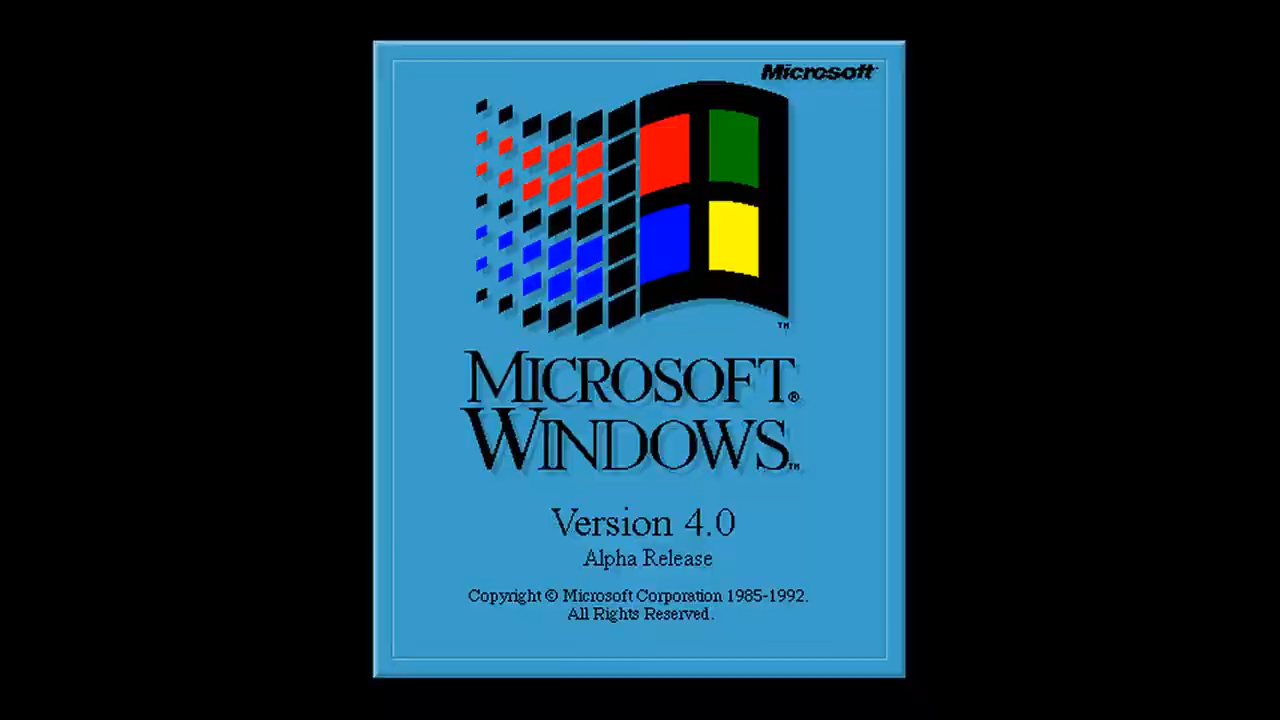 Microsoft
TM
MICROSOFT®
WINDOWS™
Version 4.0
Alpha Release
Copyright © Microsoft Corporation 1985-1992.
All Rights Reserved.